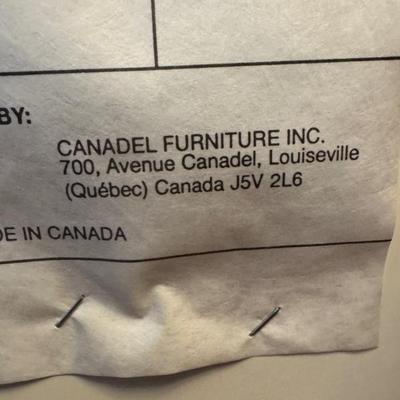 BY:
CANADEL FURNITURE INC.
700, Avenue Canadel, Louiseville
(Québec) Canada J5V 2L6
DE IN CANADA